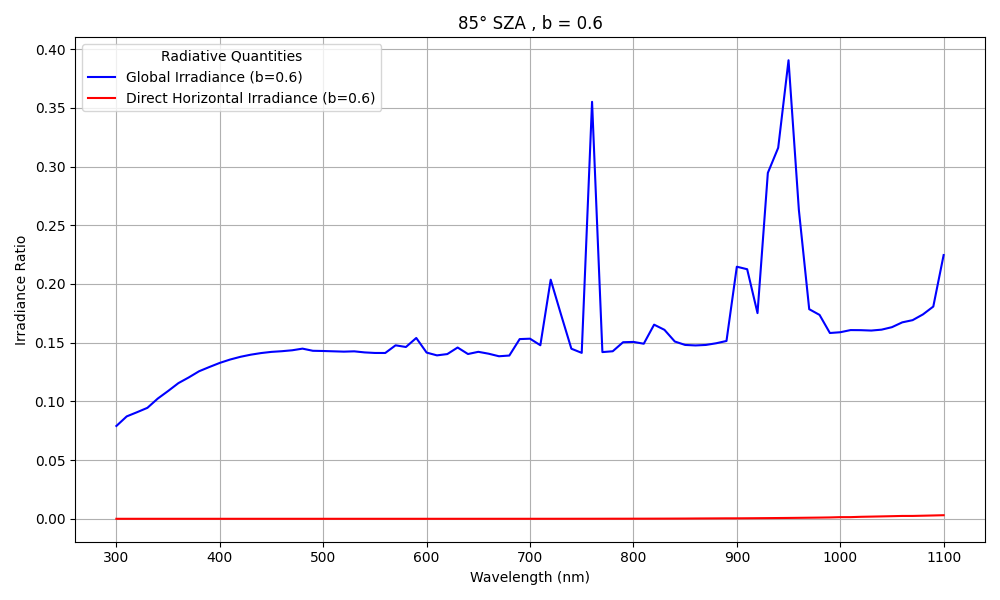 85° SZA , b = 0.6
Radiative Quantities
Global Irradiance (b=0.6)
Direct Horizontal Irradiance (b=0.6)
Irradiance Ratio
0.40
0.35
0.30
0.25
0.20
0.15
0.10
0.05
0.00
300 400 500 600 700 800 900 1000 1100
Wavelength (nm)